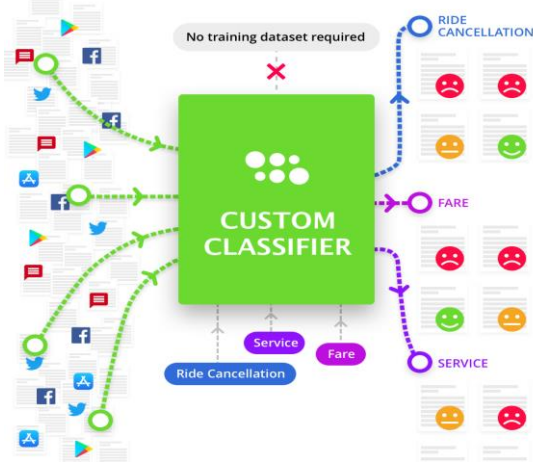 No training dataset required
RIDE
CANCELLATION
FARE
CUSTOM
CLASSIFIER
Service
Fare
Ride Cancellation
SERVICE